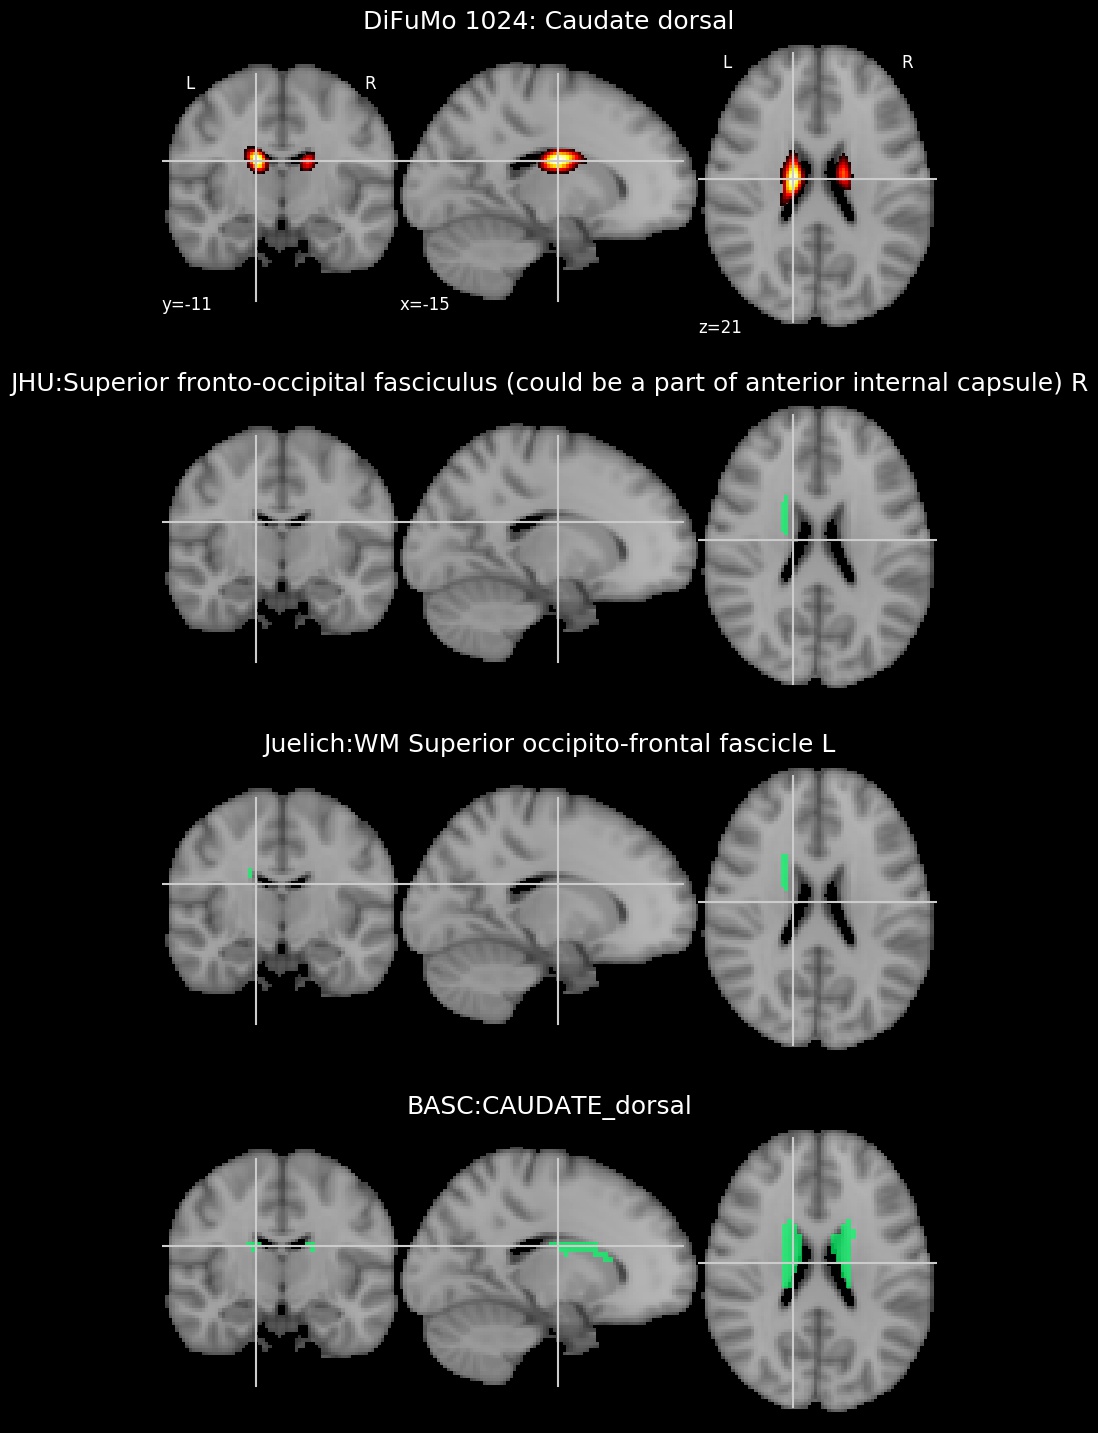 DiFuMo 1024: Caudate dorsal
L R L R
y=-11 x=-15 z=21
JHU:Superior fronto-occipital fasciculus (could be a part of anterior internal capsule) R
Juelich:WM Superior occipito-frontal fascicle L
BASC:CAUDATE_dorsal